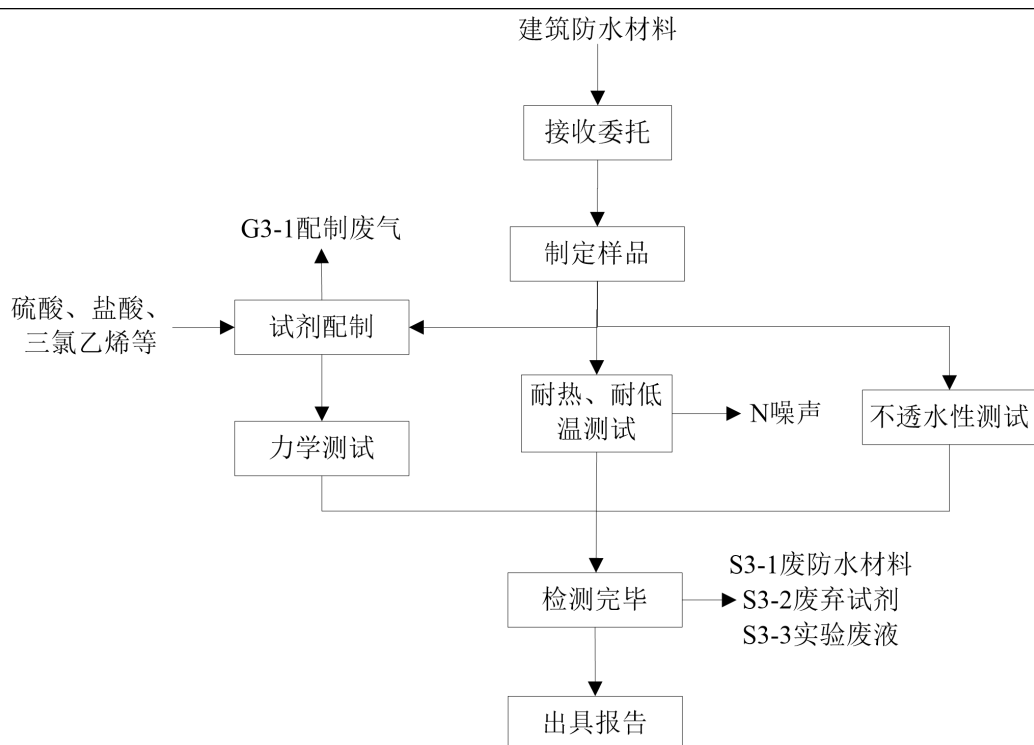 建筑防水材料
接收委托
G3-1配制废气
制定样品
硫酸、盐酸、
三氯乙烯等
试剂配制
耐热、耐低
温测试
N噪声
不透水性测试
力学测试
S3-1废防水材料
检测完毕
S3-2废弃试剂
S3-3实验废液
出具报告